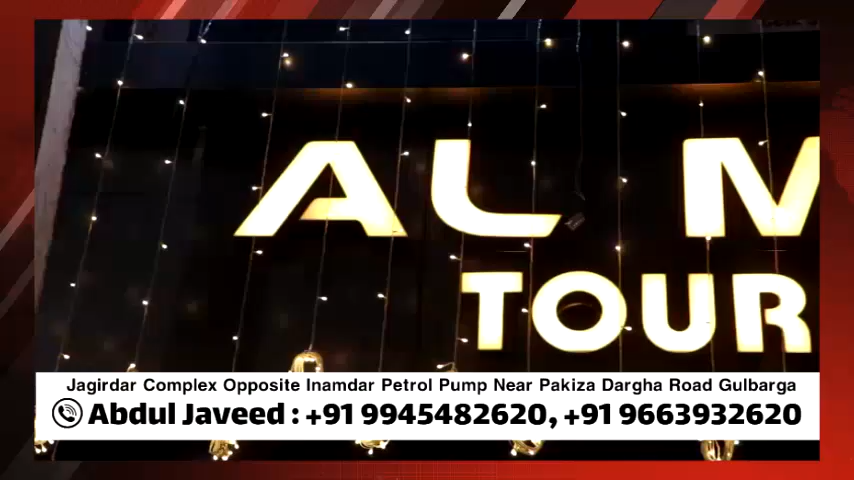 AL M
TOUR
Jagirdar Complex Opposite Inamdar Petrol Pump Near Pakiza Dargha Road Gulbarga
Abdul Javeed : +91 9945482620, +91 9663932620